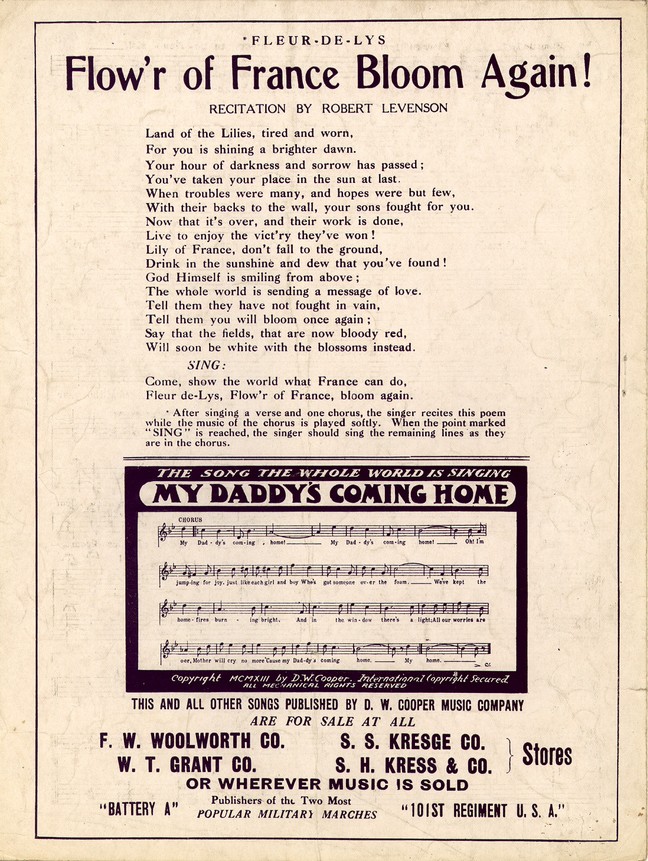 *FLEUR-DE-LYS
Flow'r of France Bloom Again!
RECITATION BY ROBERT LEVENSON
Land of the Lilies, tired and worn,
For you is shining a brighter dawn.
Your hour of darkness and sorrow has passed;
You've taken your place in the sun at last.
When troubles were many, and hopes were but few,
With their backs to the wall, your sons fought for you.
Now that it's over, and their work is done,
Live to enjoy the vict'ry they've won!
Lily of France, don't fall to the ground,
Drink in the sunshine and dew that you've found!
God Himself is smiling from above;
The whole world is sending a message of love.
Tell them they have not fought in vain,
Tell them you will bloom once again;
Say that the fields, that are now bloody red,
Will soon be white with the blossoms instead.
SING:
Come, show the world what France can do,
Fleur de-Lys, Flow'r of France, bloom again.
* After singing a verse and one chorus, the singer recites this poem
while the music of the chorus is played softly. When the point marked
"SING" is reached, the singer should sing the remaining lines as they
are in the chorus.
THE SONG THE WHOLE WORLD IS SINGING
MY DADDY'S COMING HOME
CHORUS
My Dad-dy's com-ing, home! My Dad-dy's com-ing home! Oh! I'm
jump-ing for joy, just like each girl and boy Who's got someone ov-er the foam. We've kept the
home-fires burn-ing bright, And in the win-dow there's a light; All our worries are
o'er, Mother will cry no more 'Cause my Dad-dy's coming home. My home.
Copyright MCMXIII by D.W. Cooper. International Copyright Secured
ALL MECHANICAL RIGHTS RESERVED
THIS AND ALL OTHER SONGS PUBLISHED BY D. W. COOPER MUSIC COMPANY
ARE FOR SALE AT ALL
F. W. WOOLWORTH CO. S. S. KRESGE CO.
W. T. GRANT CO. S. H. KRESS & CO. Stores
OR WHEREVER MUSIC IS SOLD
"BATTERY A" Publishers of the Two Most "101ST REGIMENT U. S. A."
POPULAR MILITARY MARCHES